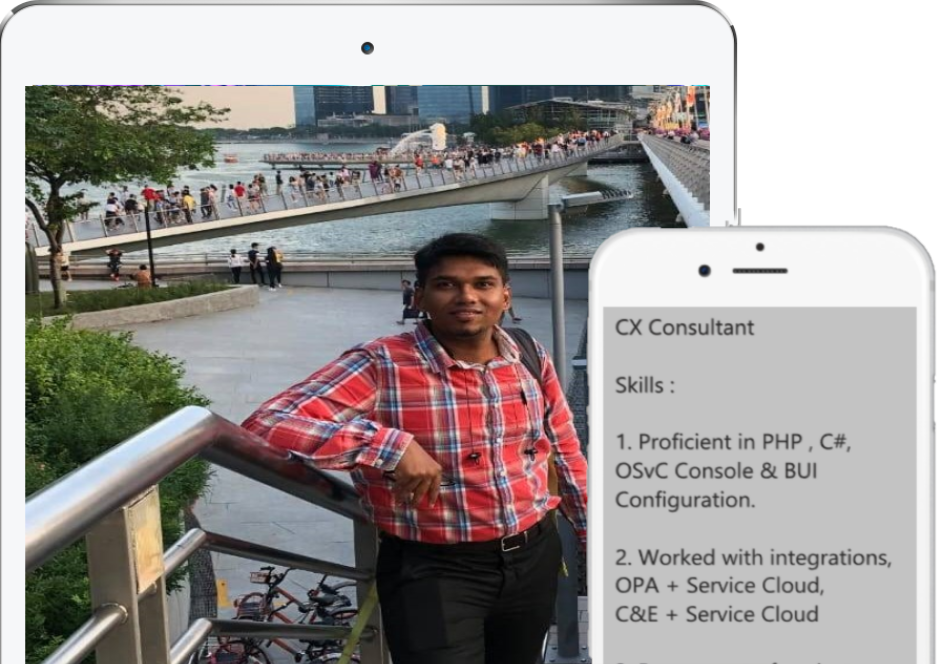 CX Consultant
Skills :
1. Proficient in PHP , C#,
OSvC Console & BUI
Configuration.
2. Worked with integrations,
OPA + Service Cloud,
C&E + Service Cloud